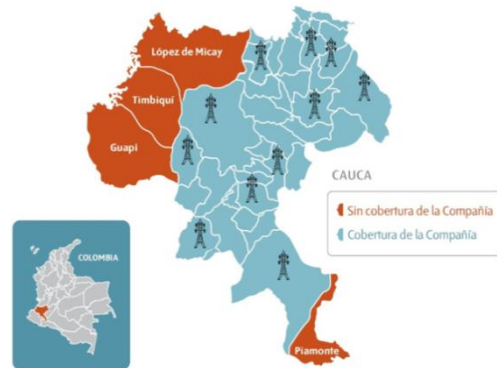 López de Micay
Timbiquí
Guapi
CAUCA
Sin cobertura de la Compañía
Cobertura de la Compañía
COLOMBIA
Piamonte